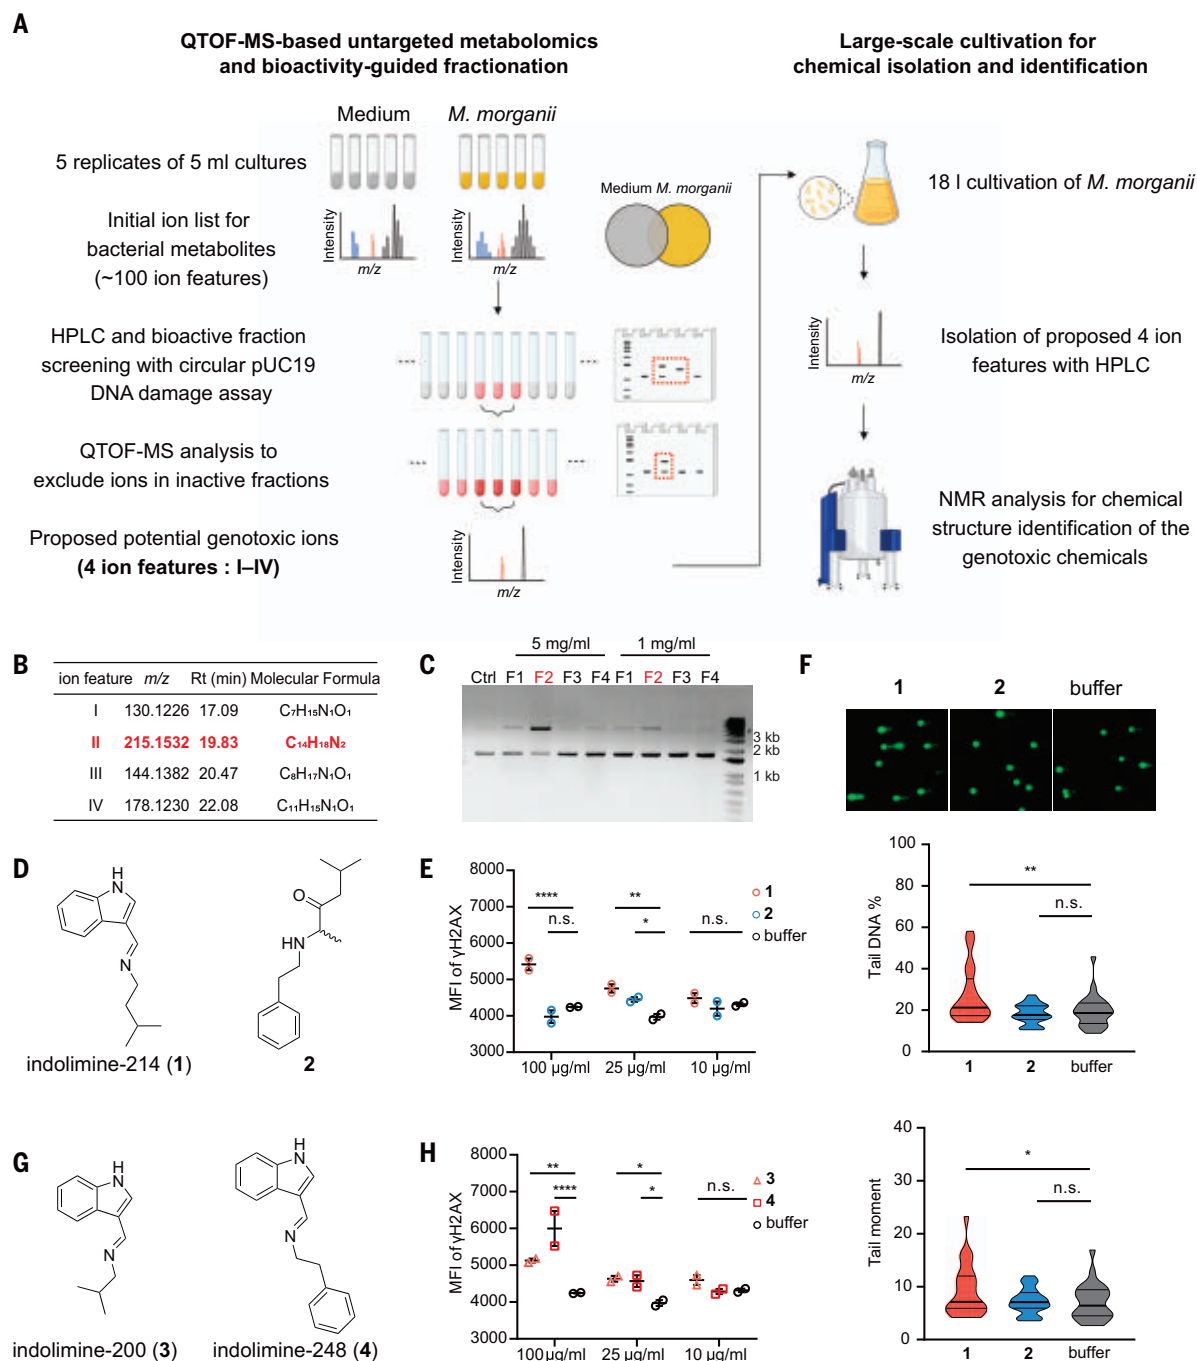 A
QTOF-MS-based untargeted metabolomics
and bioactivity-guided fractionation
Large-scale cultivation for
chemical isolation and identification
Medium
M. morganii
5 replicates of 5 ml cultures
Initial ion list for
bacterial metabolites
(~100 ion features)
Intensity
m/z
Intensity
m/z
Medium M. morganii
HPLC and bioactive fraction
screening with circular pUC19
DNA damage assay
QTOF-MS analysis to
exclude ions in inactive fractions
Proposed potential genotoxic ions
(4 ion features : I–IV)
Intensity
m/z
18 l cultivation of M. morganii
Intensity
m/z
Isolation of proposed 4 ion
features with HPLC
NMR analysis for chemical
structure identification of the
genotoxic chemicals
B
ion feature m/z Rt (min) Molecular Formula
I 130.1226 17.09 C₇H₁₅N₁O₁
II 215.1532 19.83 C₁₄H₁₈N₂
III 144.1382 20.47 C₈H₁₇N₁O₁
IV 178.1230 22.08 C₁₁H₁₅N₁O₁
C
5 mg/ml 1 mg/ml
Ctrl F1 F2 F3 F4 F1 F2 F3 F4
3 kb
2 kb
1 kb
D
H
N
N
indolimine-214 (1)
O
HN
2
E
8000
7000
6000
5000
4000
3000
MFI of γH2AX
****
n.s.
**
*
n.s.
1
2
buffer
100 µg/ml 25 µg/ml 10 µg/ml
F
1 2 buffer
100
80
60
40
20
0
Tail DNA %
**
n.s.
1 2 buffer
40
30
20
10
0
Tail moment
*
n.s.
1 2 buffer
G
H
N
N
indolimine-200 (3)
H
N
N
indolimine-248 (4)
H
8000
7000
6000
5000
4000
3000
MFI of γH2AX
**
****
*
*
n.s.
3
4
buffer
100 µg/ml 25 µg/ml 10 µg/ml